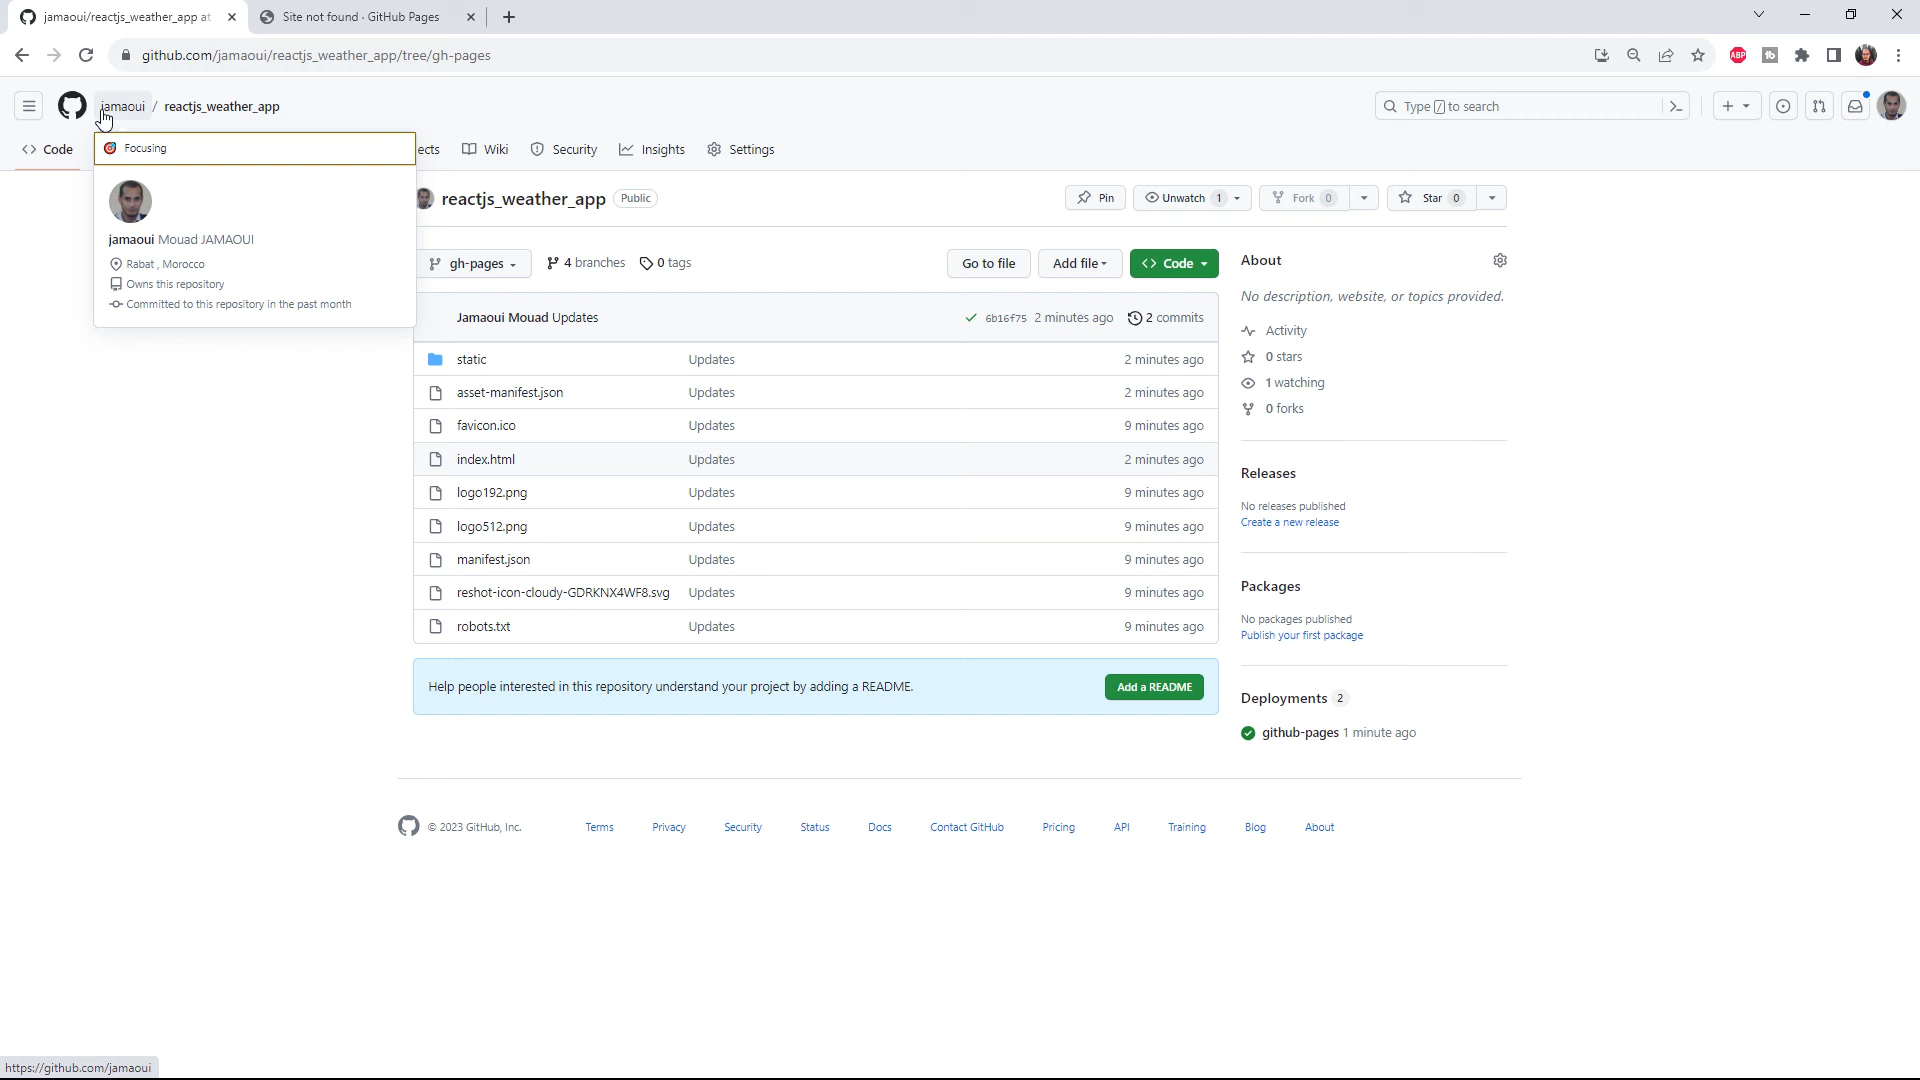 jamaoui/reactjs_weather_app at
Site not found · GitHub Pages
github.com/jamaoui/reactjs_weather_app/tree/gh-pages
ABP
jamaoui / reactjs_weather_app
Type / to search
Code
Focusing
ects
Wiki
Security
Insights
Settings
jamaoui Mouad JAMAOUI
Rabat , Morocco
Owns this repository
Committed to this repository in the past month
reactjs_weather_app Public
Pin
Unwatch 1
Fork 0
Star 0
gh-pages
4 branches
0 tags
Go to file
Add file
Code
Jamaoui Mouad Updates
6b16f75 2 minutes ago
2 commits
static Updates 2 minutes ago
asset-manifest.json Updates 2 minutes ago
favicon.ico Updates 9 minutes ago
index.html Updates 2 minutes ago
logo192.png Updates 9 minutes ago
logo512.png Updates 9 minutes ago
manifest.json Updates 9 minutes ago
reshot-icon-cloudy-GDRKNX4WF8.svg Updates 9 minutes ago
robots.txt Updates 9 minutes ago
Help people interested in this repository understand your project by adding a README.
Add a README
About
No description, website, or topics provided.
Activity
0 stars
1 watching
0 forks
Releases
No releases published
Create a new release
Packages
No packages published
Publish your first package
Deployments 2
github-pages 1 minute ago
© 2023 GitHub, Inc.
Terms
Privacy
Security
Status
Docs
Contact GitHub
Pricing
API
Training
Blog
About
https://github.com/jamaoui